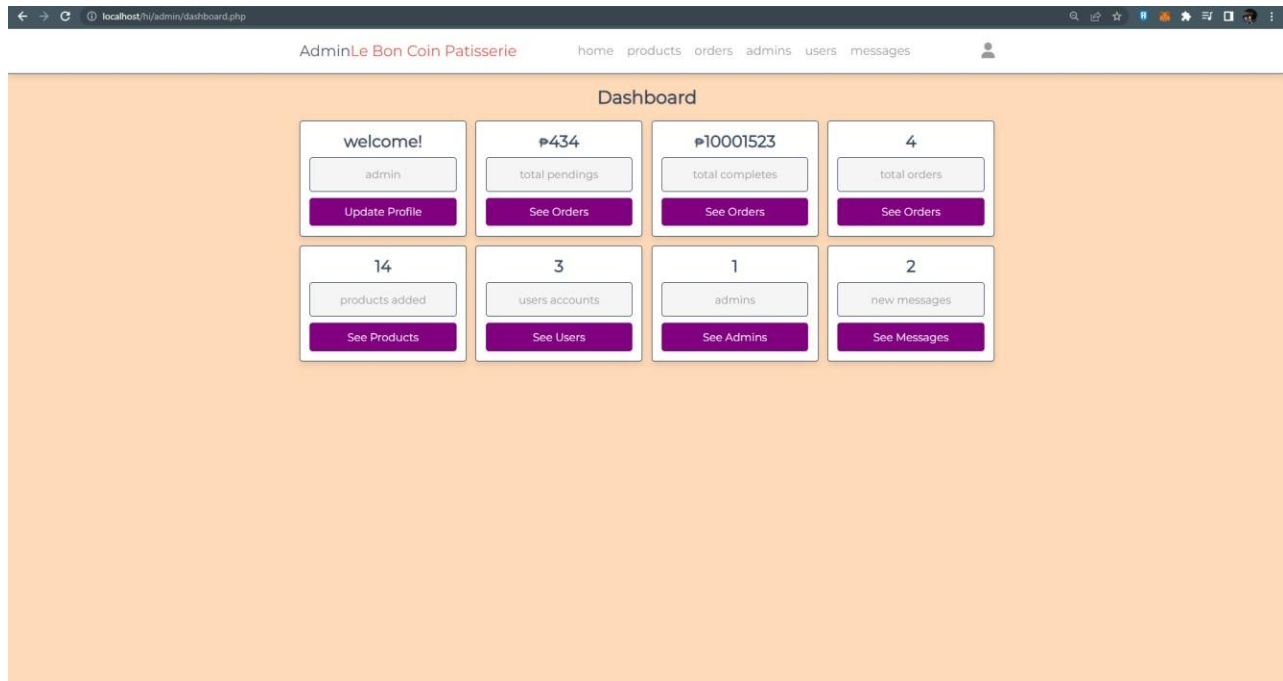 localhost/hi/admin/dashboard.php
AdminLe Bon Coin Patisserie home products orders admins users messages
Dashboard
welcome!
admin
Update Profile
₱434
total pendings
See Orders
₱10001523
total completes
See Orders
4
total orders
See Orders
14
products added
See Products
3
users accounts
See Users
1
admins
See Admins
2
new messages
See Messages